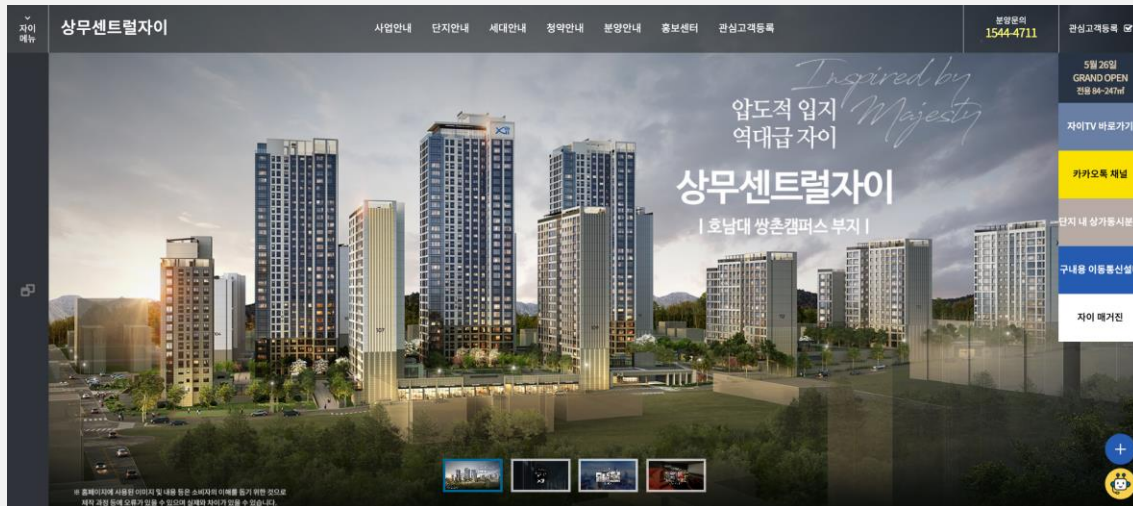 자이
메뉴
상무센트럴자이
사업안내 단지안내 세대안내 청약안내 분양안내 홍보센터 관심고객등록
분양문의
1544-4711
관심고객등록
5월 26일
GRAND OPEN
전용 84~247㎡
자이TV 바로가기
카카오톡 채널
단지 내 상가동시분
구내용 이동통신설
자이 매거진
Inspired by
Majesty
압도적 입지
역대급 자이
상무센트럴자이
| 호남대 쌍촌캠퍼스 부지 |
107
※ 홈페이지에 사용된 이미지 및 내용 등은 소비자의 이해를 돕기 위한 것으로
제작 과정 등에 오류가 있을 수 있으며 실제와 차이가 있을 수 있습니다.